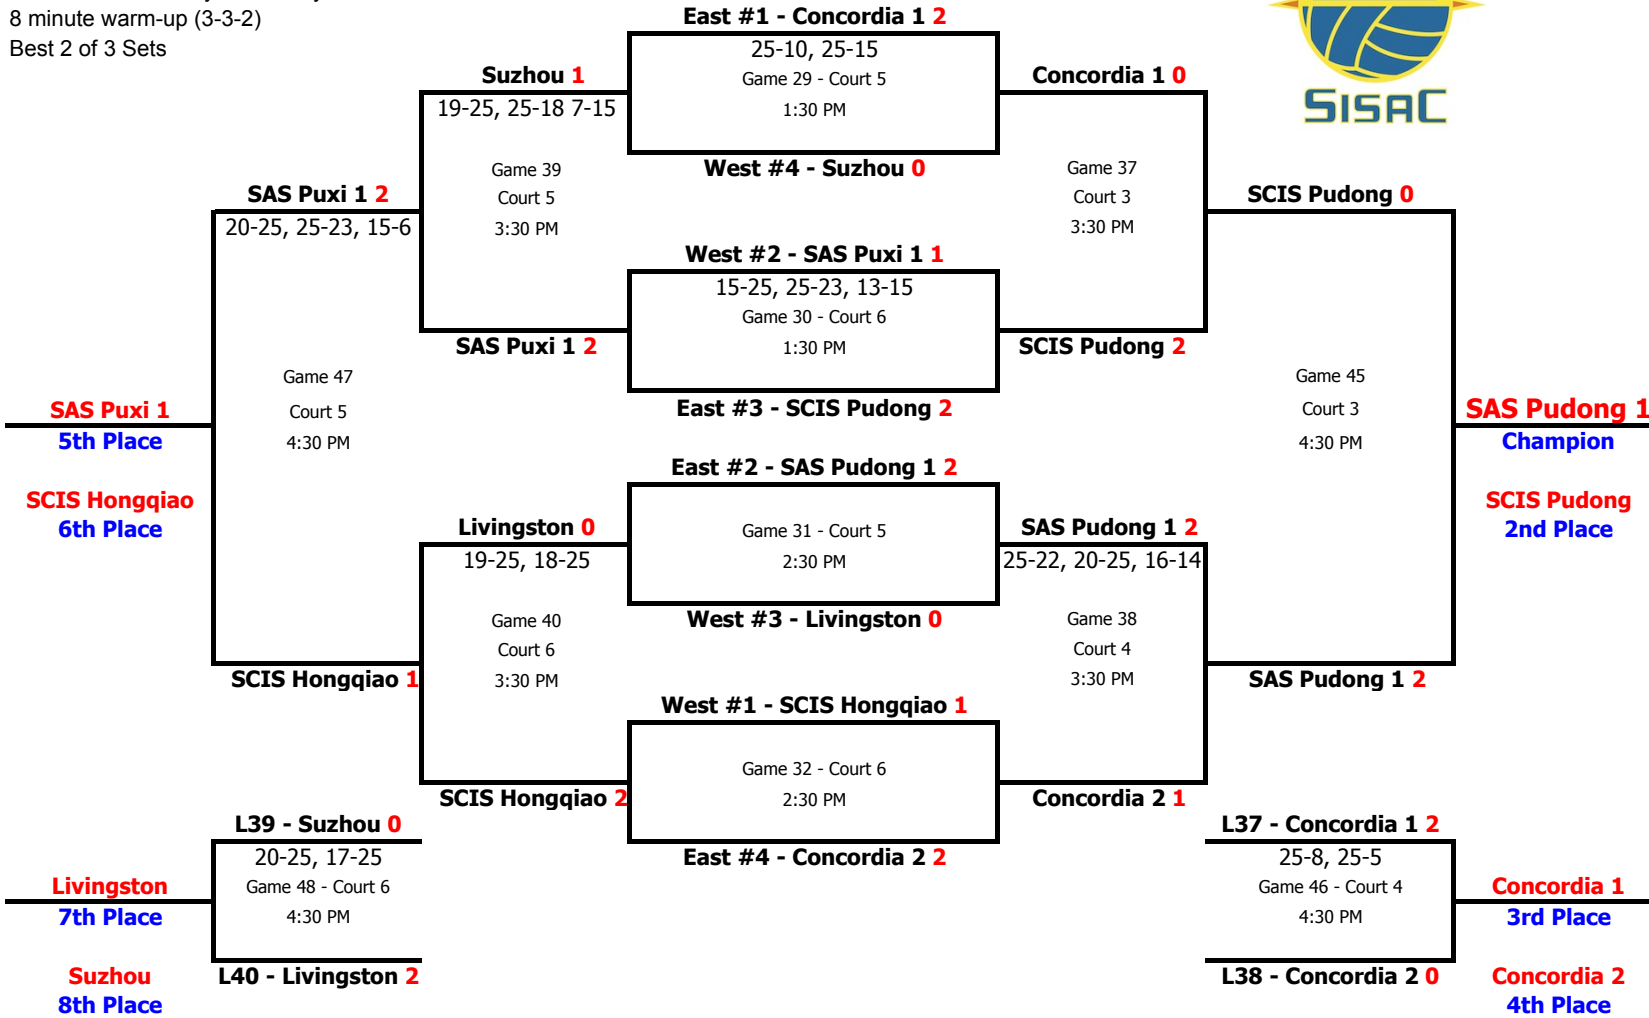 8 minute warm-up (3-3-2)
Best 2 of 3 Sets
SISAC
East #1 - Concordia 1 2
25-10, 25-15
Game 29 - Court 5
1:30 PM
West #4 - Suzhou 0
Suzhou 1
19-25, 25-18 7-15
Game 39
Court 5
3:30 PM
SAS Puxi 1 2
Concordia 1 0
Game 37
Court 3
3:30 PM
SCIS Pudong 2
SAS Puxi 1 2
20-25, 25-23, 15-6
Game 47
Court 5
4:30 PM
SCIS Hongqiao 1
West #2 - SAS Puxi 1 1
15-25, 25-23, 13-15
Game 30 - Court 6
1:30 PM
East #3 - SCIS Pudong 2
SCIS Pudong 0
Game 45
Court 3
4:30 PM
SAS Pudong 1 2
SAS Puxi 1
5th Place
SCIS Hongqiao
6th Place
SAS Pudong 1
Champion
SCIS Pudong
2nd Place
East #2 - SAS Pudong 1 2
Game 31 - Court 5
2:30 PM
West #3 - Livingston 0
Livingston 0
19-25, 18-25
Game 40
Court 6
3:30 PM
SCIS Hongqiao 2
SAS Pudong 1 2
25-22, 20-25, 16-14
Game 38
Court 4
3:30 PM
Concordia 2 1
West #1 - SCIS Hongqiao 1
Game 32 - Court 6
2:30 PM
East #4 - Concordia 2 2
L39 - Suzhou 0
20-25, 17-25
Game 48 - Court 6
4:30 PM
L40 - Livingston 2
Livingston
7th Place
Suzhou
8th Place
L37 - Concordia 1 2
25-8, 25-5
Game 46 - Court 4
4:30 PM
L38 - Concordia 2 0
Concordia 1
3rd Place
Concordia 2
4th Place